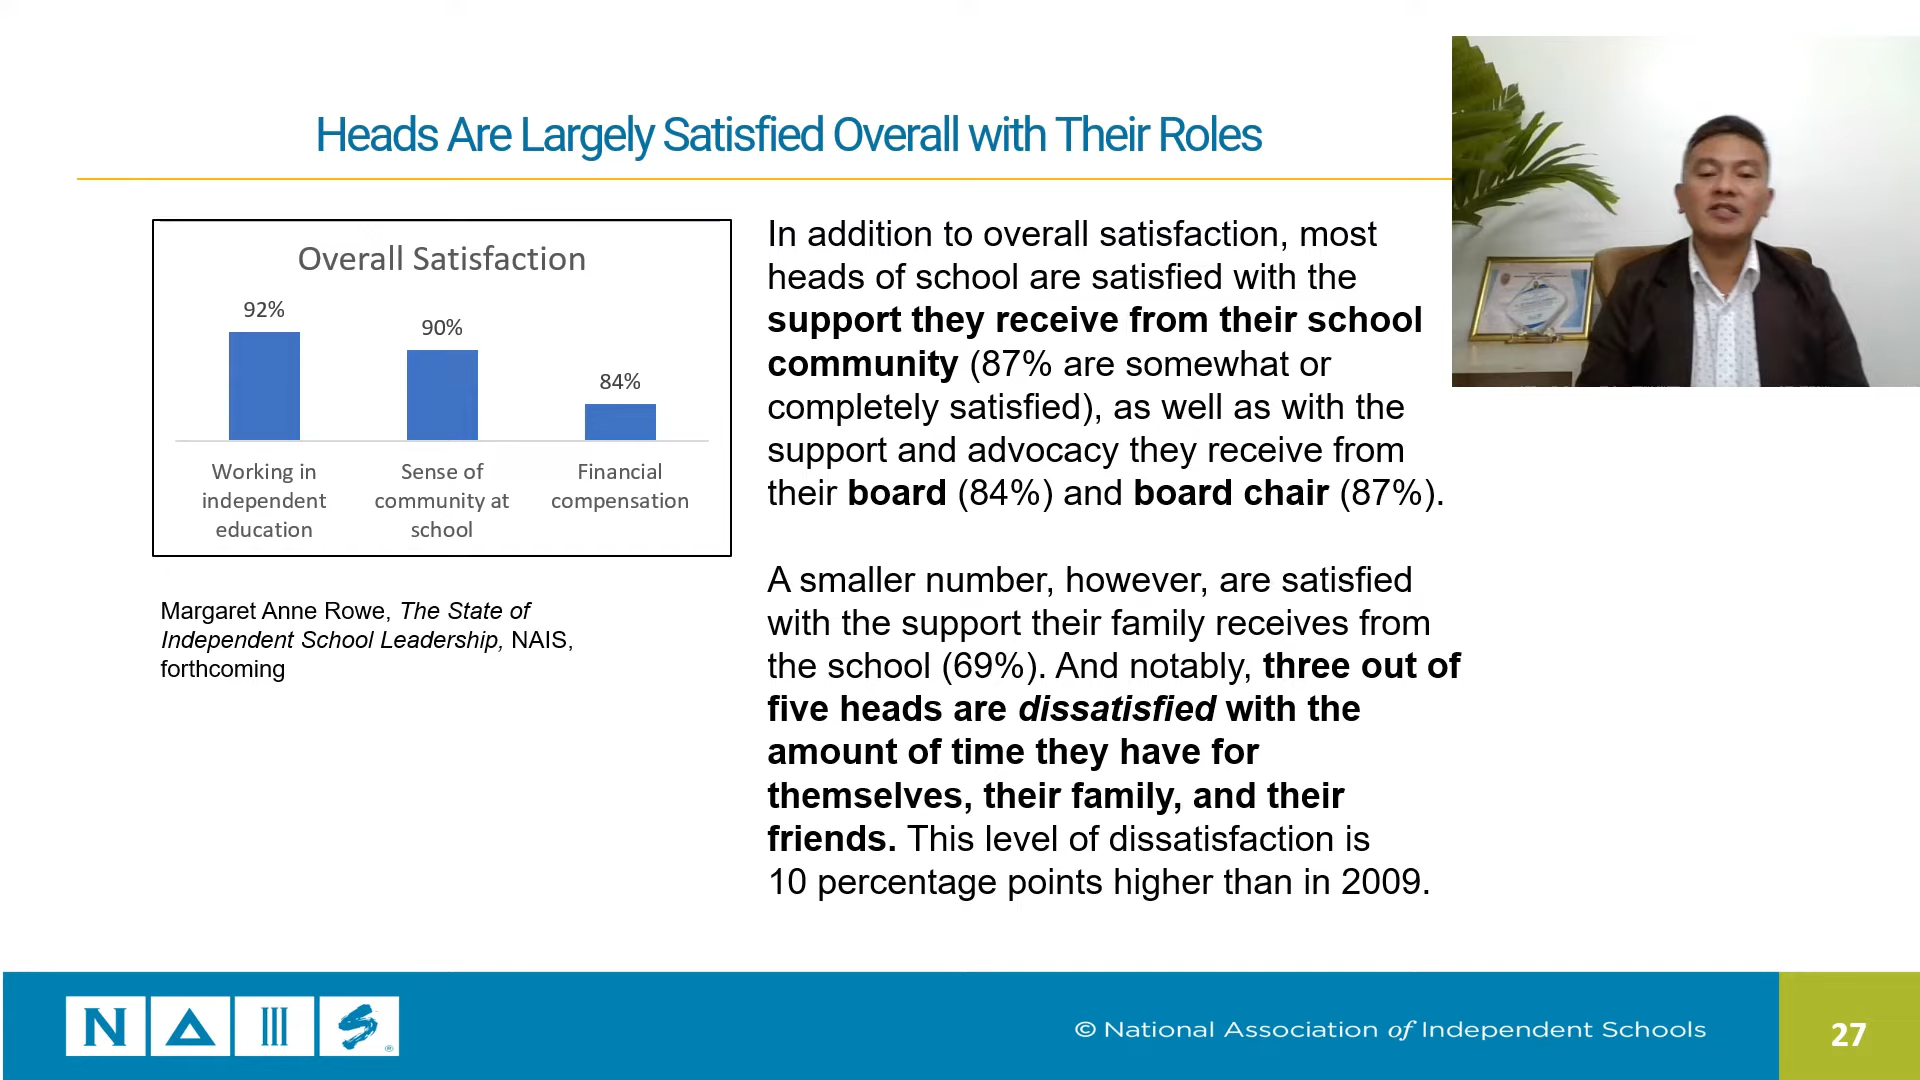 Heads Are Largely Satisfied Overall with Their Roles
Overall Satisfaction
92%
90%
84%
Working in
independent
education
Sense of
community at
school
Financial
compensation
Margaret Anne Rowe, The State of
Independent School Leadership, NAIS,
forthcoming
In addition to overall satisfaction, most
heads of school are satisfied with the
support they receive from their school
community (87% are somewhat or
completely satisfied), as well as with the
support and advocacy they receive from
their board (84%) and board chair (87%).
A smaller number, however, are satisfied
with the support their family receives from
the school (69%). And notably, three out of
five heads are dissatisfied with the
amount of time they have for
themselves, their family, and their
friends. This level of dissatisfaction is
10 percentage points higher than in 2009.
NAIS®
© National Association of Independent Schools
27